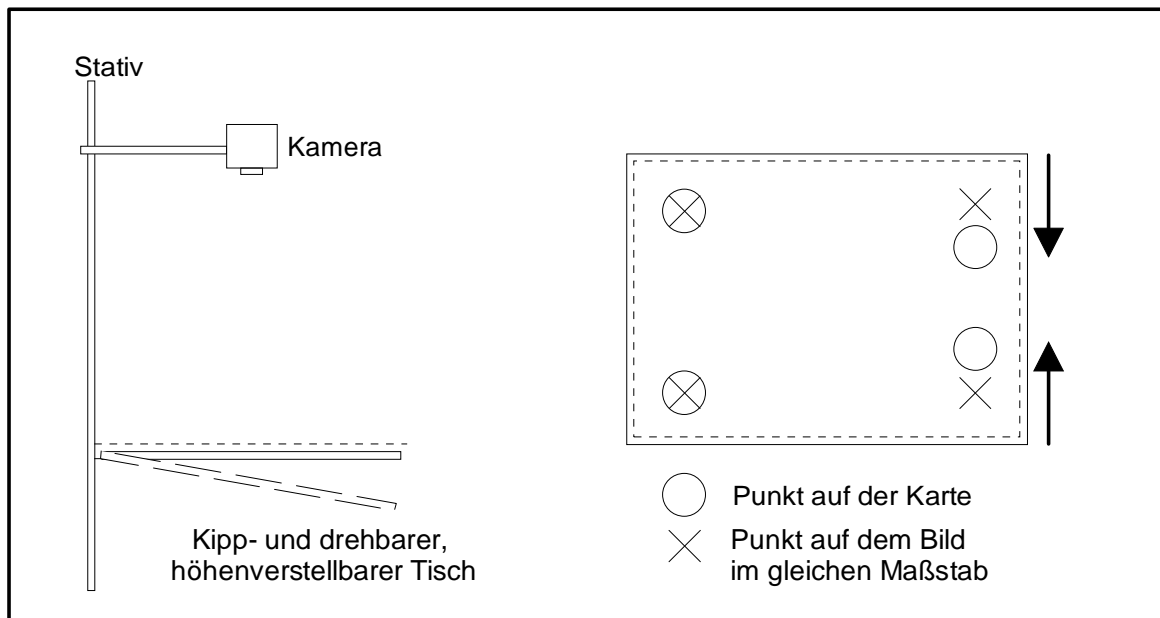 Stativ
Kamera
Kipp- und drehbarer,
höhenverstellbarer Tisch
Punkt auf der Karte
Punkt auf dem Bild
im gleichen Maßstab